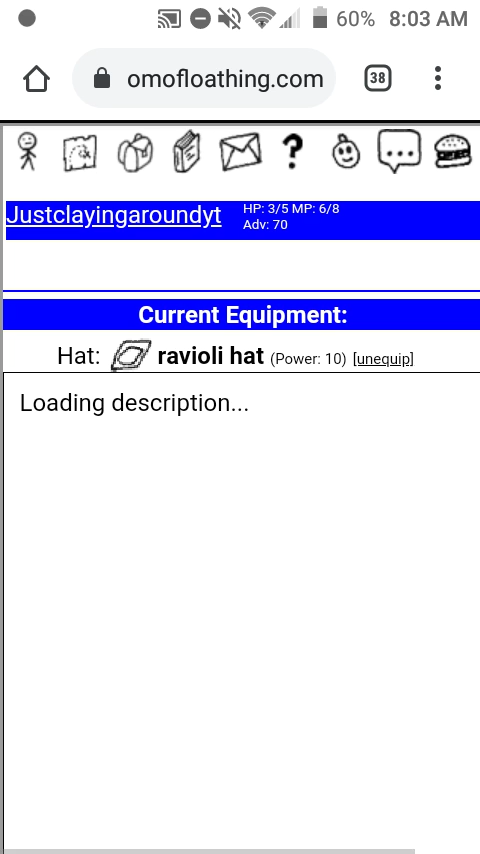 60% 8:03 AM
omofloathing.com 38
?
Justclayingaroundyt HP: 3/5 MP: 6/8
Adv: 70
Current Equipment:
Hat: ravioli hat (Power: 10) [unequip]
Loading description...